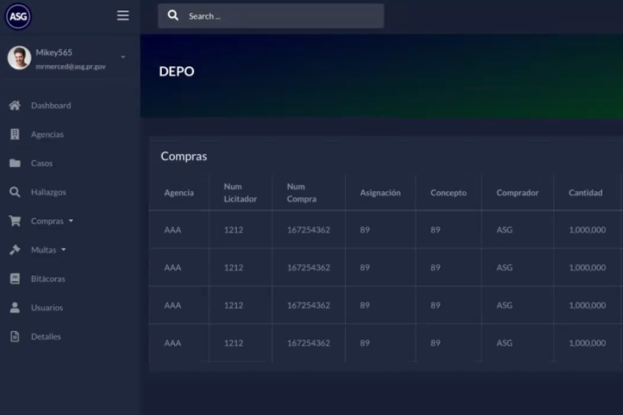 ASG
Search ...
Mikey565
mrmerced@asg.pr.gov
DEPO
Dashboard
Agencias
Casos
Hallazgos
Compras
Multas
Bitácoras
Usuarios
Detalles
Compras
Agencia Num Licitador Num Compra Asignación Concepto Comprador Cantidad
AAA 1212 167254362 89 89 ASG 1,000,000
AAA 1212 167254362 89 89 ASG 1,000,000
AAA 1212 167254362 89 89 ASG 1,000,000
AAA 1212 167254362 89 89 ASG 1,000,000